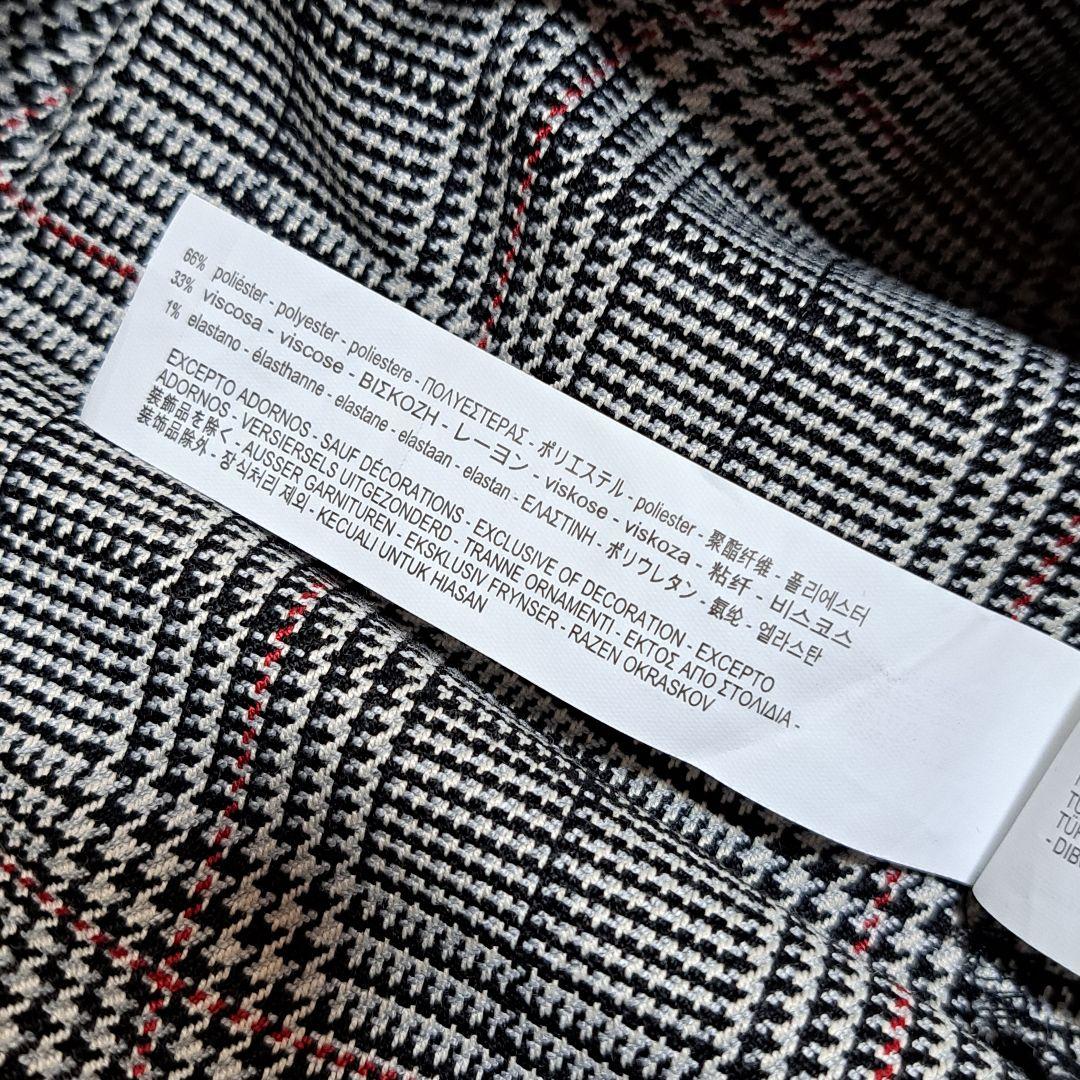 66% poliéster - polyester - poliestere - ΠΟΛΥΕΣΤΕΡΑΣ - ポリエステル - poliester - 聚酯纤维 - 폴리에스터
33% viscosa - viscose - ΒΙΣΚΟΖΗ - レーヨン - viskose - viskoza - 粘纤 - 비스코스
1% elastano - élasthanne - elastane - elastaan - elastan - ΕΛΑΣΤΙΝΗ - ポリウレタン - 氨纶 - 엘라스탄
EXCEPTO ADORNOS - SAUF DÉCORATIONS - EXCLUSIVE OF DECORATION - EXCEPTO
ADORNOS - VERSIERSELS UITGEZONDERD - TRANNE ORNAMENTI - ΕΚΤΟΣ ΑΠΟ ΣΤΟΛΙΔΙΑ -
装飾品を除く - AUSSER GARNITUREN - EKSKLUSIV FRYNSER - RAZEN OKRASKOV
装饰品除外 - 장식처리 제외 - KECUALI UNTUK HIASAN
- DIB